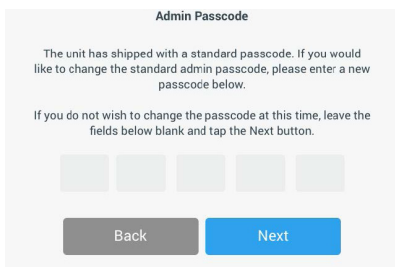 Admin Passcode
The unit has shipped with a standard passcode. If you would
like to change the standard admin passcode, please enter a new
passcode below.
If you do not wish to change the passcode at this time, leave the
fields below blank and tap the Next button.
Back
Next